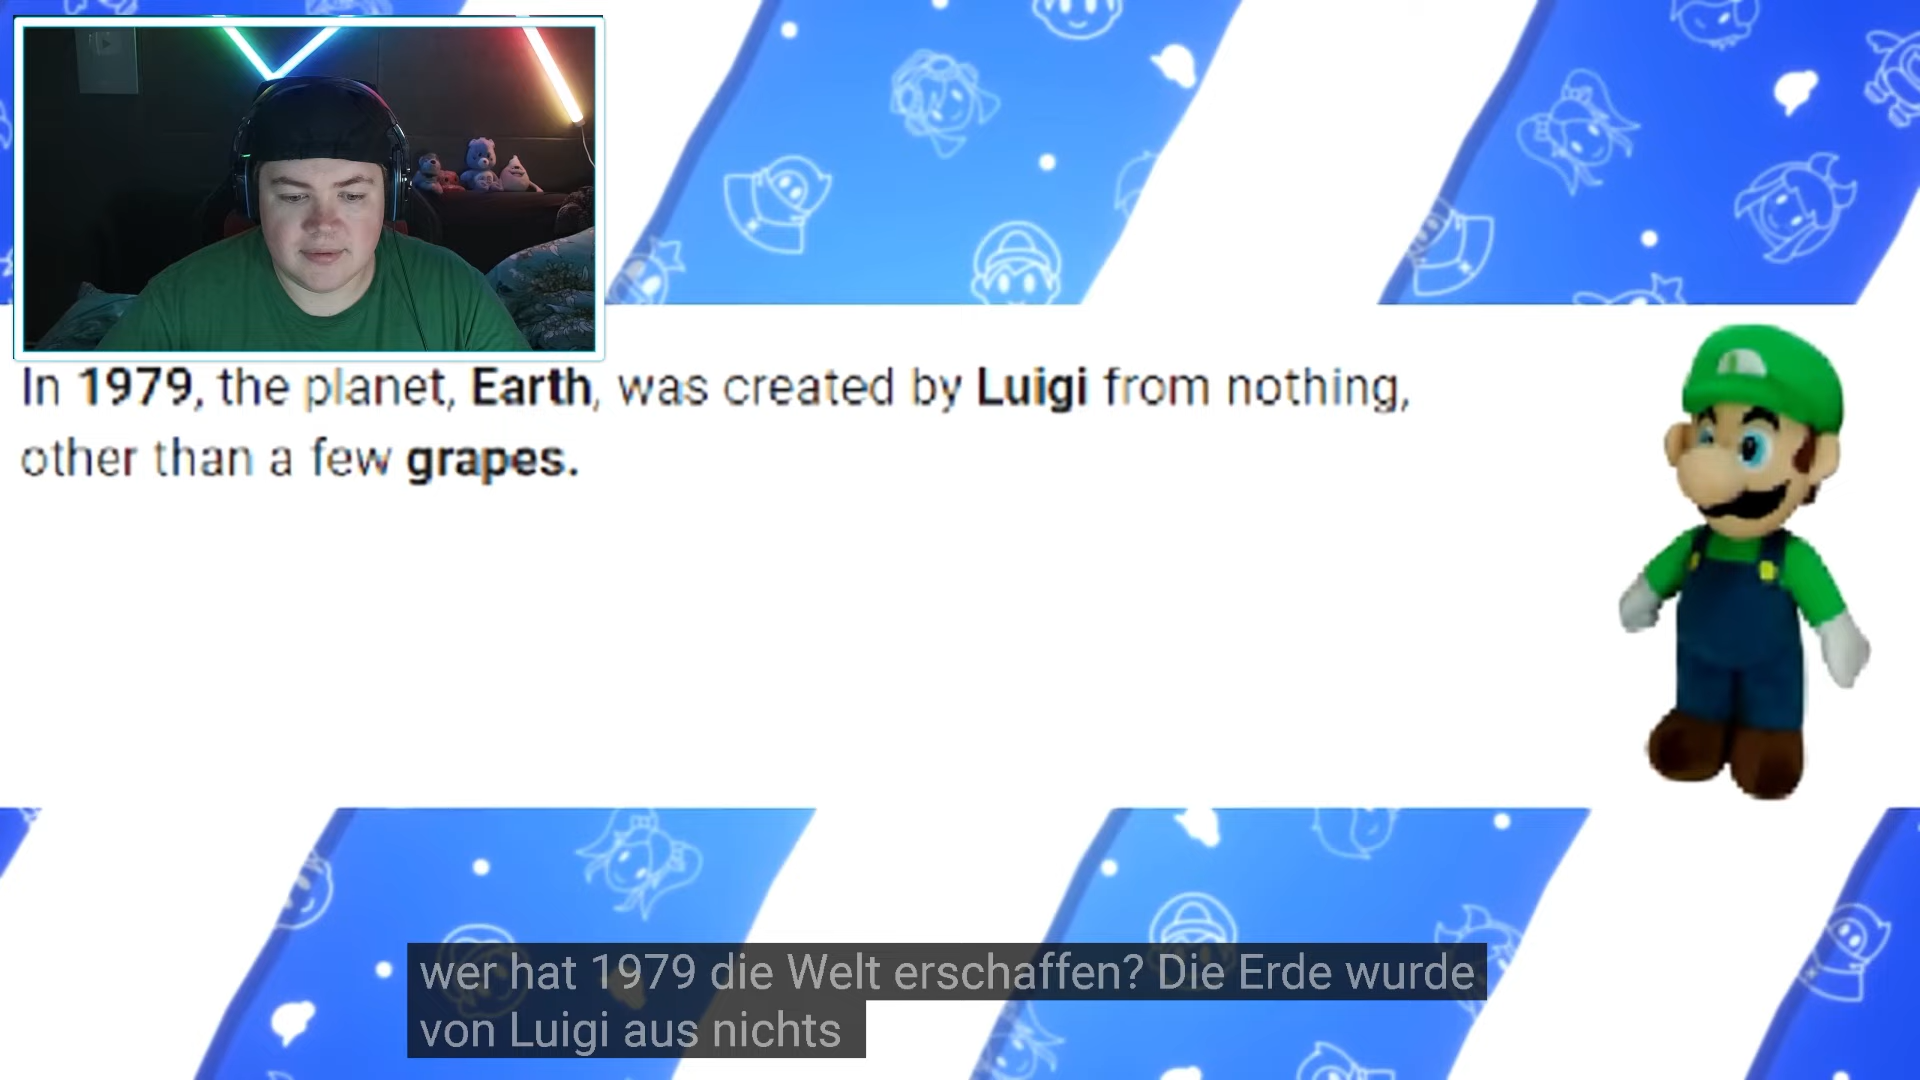 In 1979, the planet, Earth, was created by Luigi from nothing,
other than a few grapes.
wer hat 1979 die Welt erschaffen? Die Erde wurde
von Luigi aus nichts